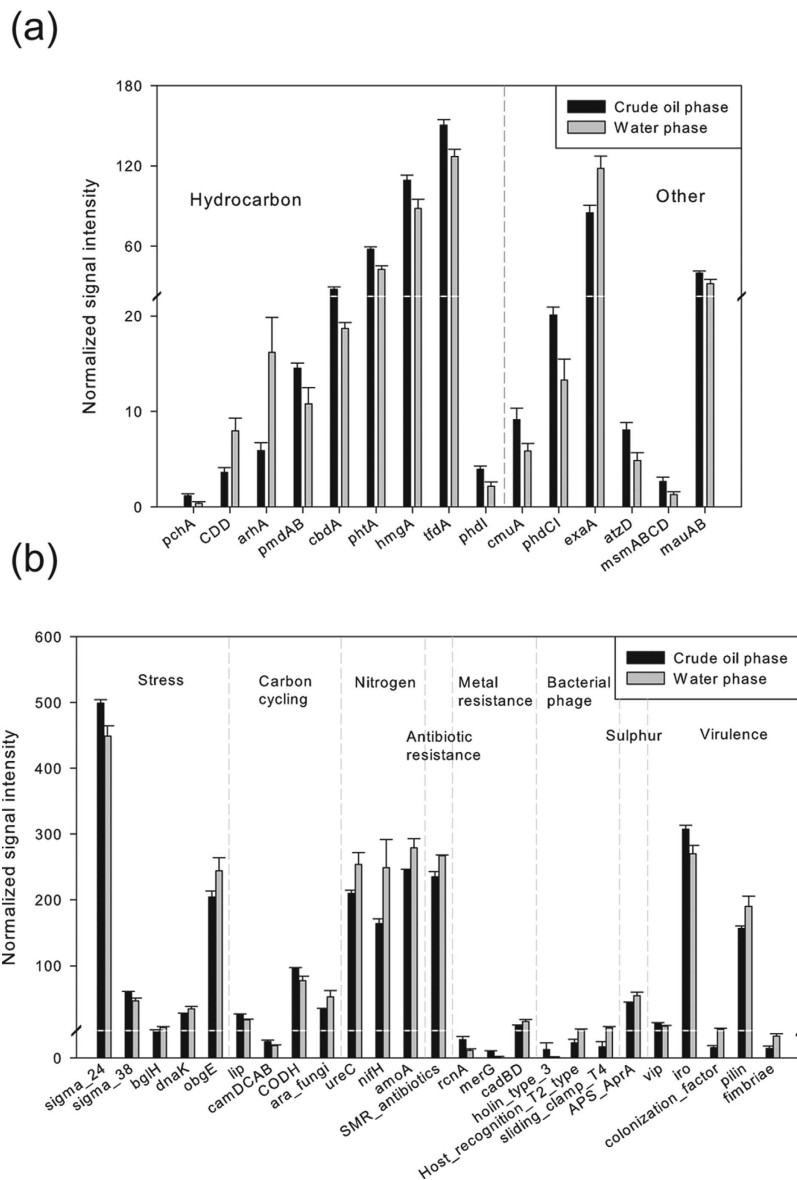 (a)
180
120
60
20
10
0
Normalized signal intensity
Hydrocarbon
Other
Crude oil phase
Water phase
pchA
CDD
arhA
pmdAB
cbdA
phtA
hmgA
tfdA
phdI
cmuA
phdCI
exaA
atzD
msmABCD
mauAB
(b)
600
500
400
300
200
100
0
Normalized signal intensity
Crude oil phase
Water phase
Stress
Carbon
cycling
Nitrogen
Antibiotic
resistance
Metal
resistance
Bacterial
phage
Sulphur
Virulence
sigma_24
sigma_38
bglH
dnaK
obgE
lip
camDCAB
CODH
ara_fungi
ureC
nifH
amoA
SMR_antibiotics
rcnA
merG
cadBD
holin_type_3
Host_recognition_T2_type
sliding_clamp_T4
APS_AprA
vip
iro
colonization_factor
pilin
fimbriae